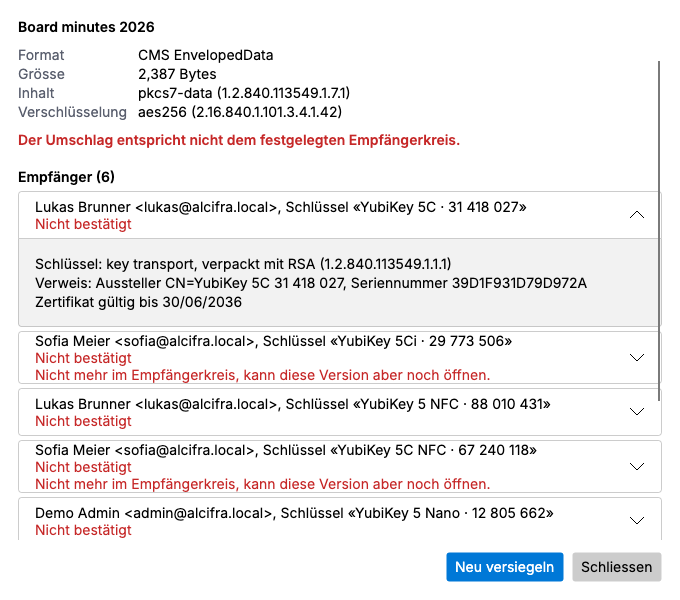 Board minutes 2026
Format CMS EnvelopedData
Grösse 2,387 Bytes
Inhalt pkcs7-data (1.2.840.113549.1.7.1)
Verschlüsselung aes256 (2.16.840.1.101.3.4.1.42)
Der Umschlag entspricht nicht dem festgelegten Empfängerkreis.
Empfänger (6)
Lukas Brunner <lukas@alcifra.local>, Schlüssel «YubiKey 5C · 31 418 027»
Nicht bestätigt
Schlüssel: key transport, verpackt mit RSA (1.2.840.113549.1.1.1)
Verweis: Aussteller CN=YubiKey 5C 31 418 027, Seriennummer 39D1F931D79D972A
Zertifikat gültig bis 30/06/2036
Sofia Meier <sofia@alcifra.local>, Schlüssel «YubiKey 5Ci · 29 773 506»
Nicht bestätigt
Nicht mehr im Empfängerkreis, kann diese Version aber noch öffnen.
Lukas Brunner <lukas@alcifra.local>, Schlüssel «YubiKey 5 NFC · 88 010 431»
Nicht bestätigt
Sofia Meier <sofia@alcifra.local>, Schlüssel «YubiKey 5C NFC · 67 240 118»
Nicht bestätigt
Nicht mehr im Empfängerkreis, kann diese Version aber noch öffnen.
Demo Admin <admin@alcifra.local>, Schlüssel «YubiKey 5 Nano · 12 805 662»
Nicht bestätigt
Neu versiegeln Schliessen